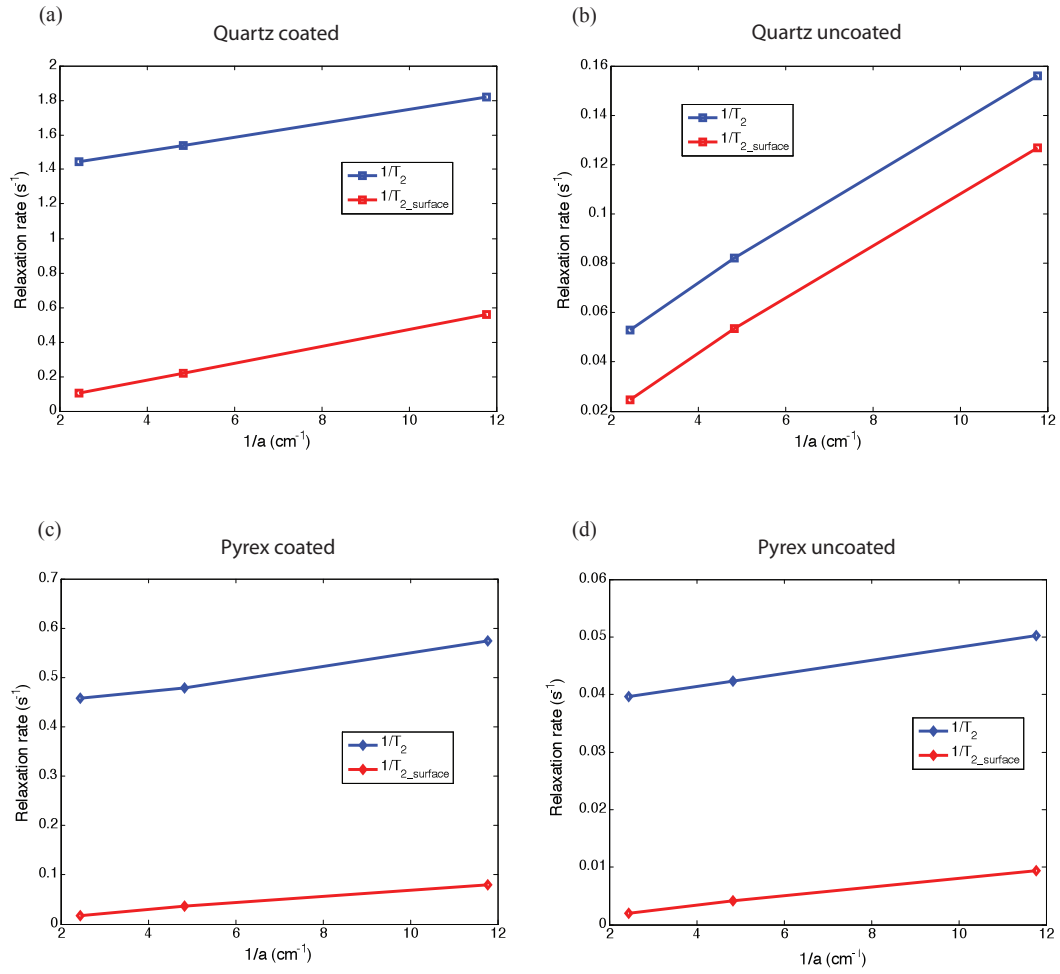 (a)
Quartz coated
Relaxation rate (s⁻¹)
2
1.8
1.6
1.4
1.2
1
0.8
0.6
0.4
0.2
0
2 4 6 8 10 12
1/a (cm⁻¹)
1/T₂
1/T₂_surface
(b)
Quartz uncoated
Relaxation rate (s⁻¹)
0.16
0.14
0.12
0.1
0.08
0.06
0.04
0.02
2 4 6 8 10 12
1/a (cm⁻¹)
1/T₂
1/T₂_surface
(c)
Pyrex coated
Relaxation rate (s⁻¹)
0.7
0.6
0.5
0.4
0.3
0.2
0.1
0
2 4 6 8 10 12
1/a (cm⁻¹)
1/T₂
1/T₂_surface
(d)
Pyrex uncoated
Relaxation rate (s⁻¹)
0.06
0.05
0.04
0.03
0.02
0.01
0
2 4 6 8 10 12
1/a (cm⁻¹)
1/T₂
1/T₂_surface